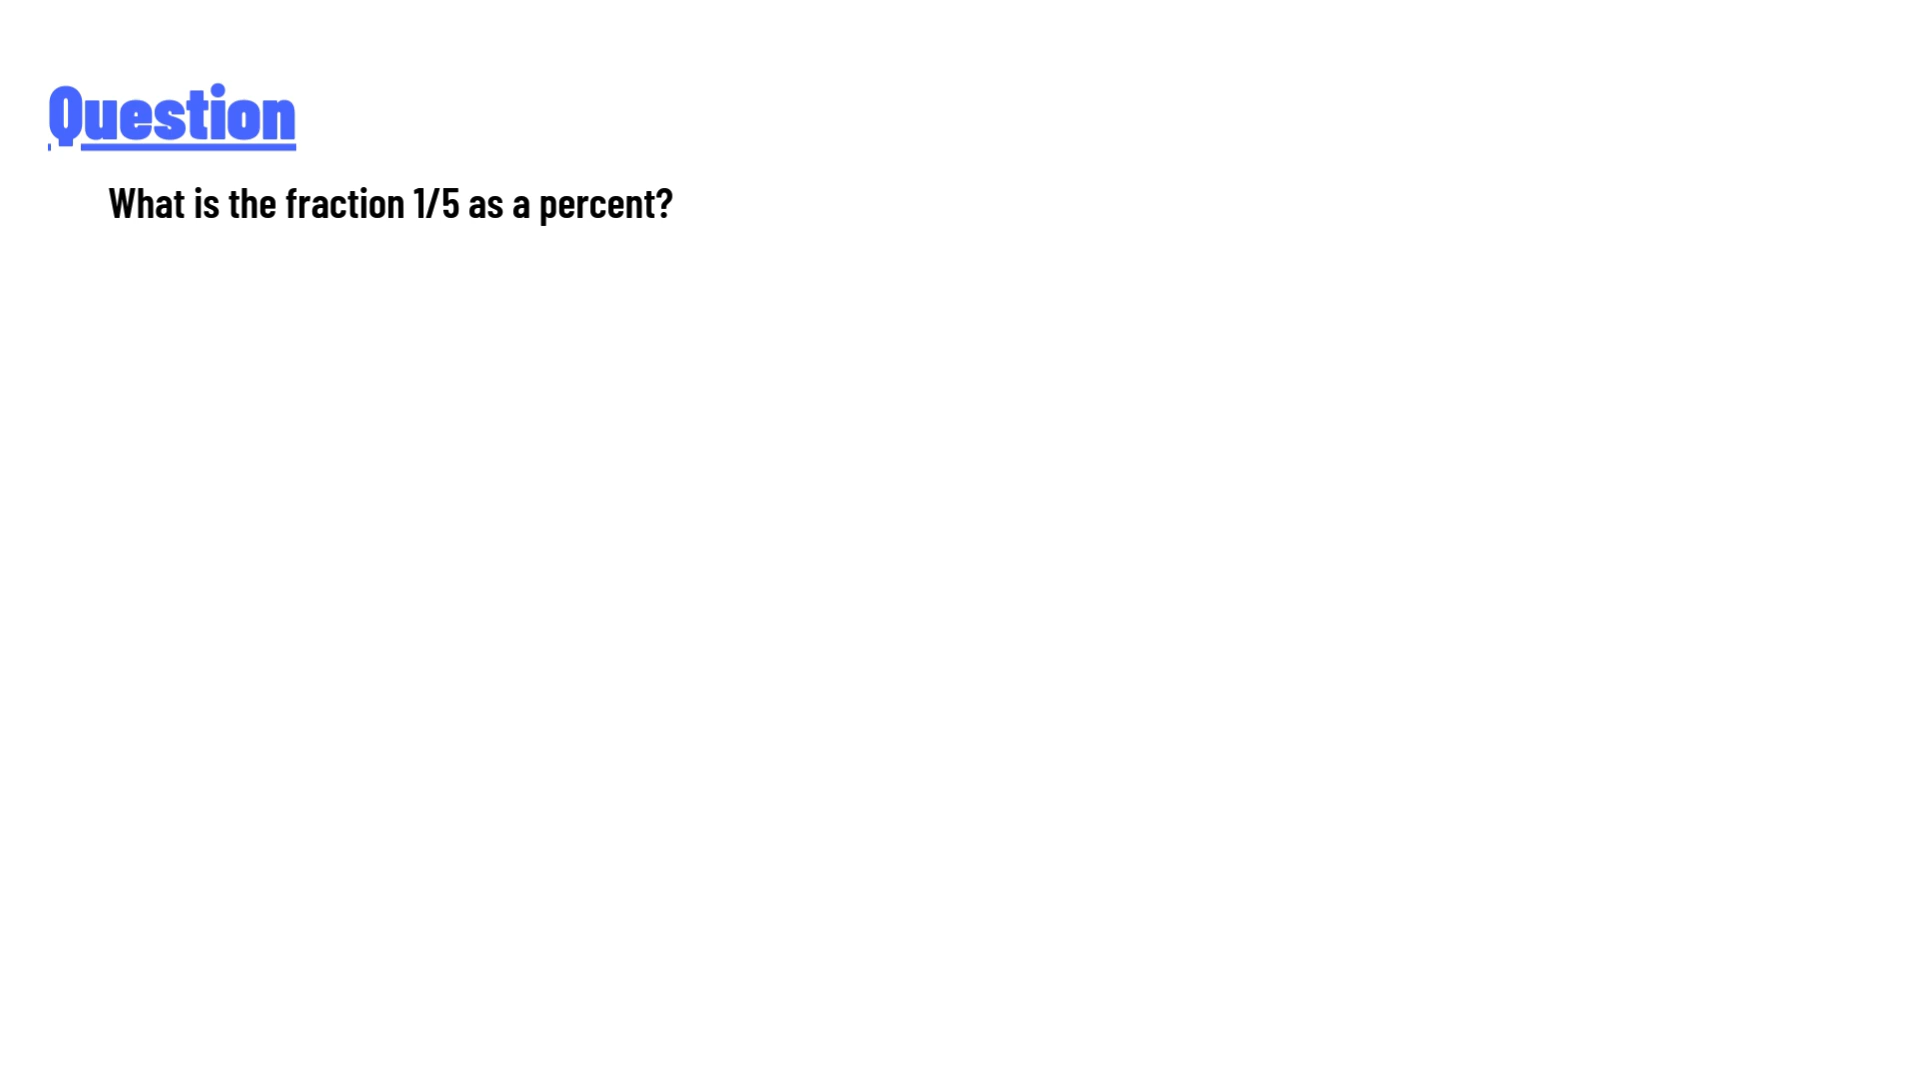 Question
What is the fraction 1/5 as a percent?